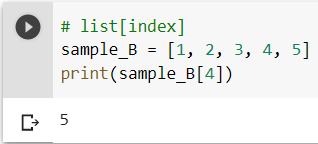 # list[index]
sample_B = [1, 2, 3, 4, 5]
print(sample_B[4])
5